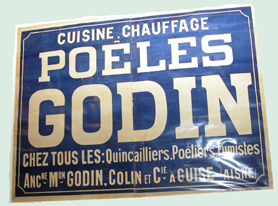 CUISINE, CHAUFFAGE
POÊLES
GODIN
CHEZ TOUS LES: Quincailliers, Poêliers, Fumistes
ANCNE MON GODIN, COLIN ET CIE À GUISE (AISNE)